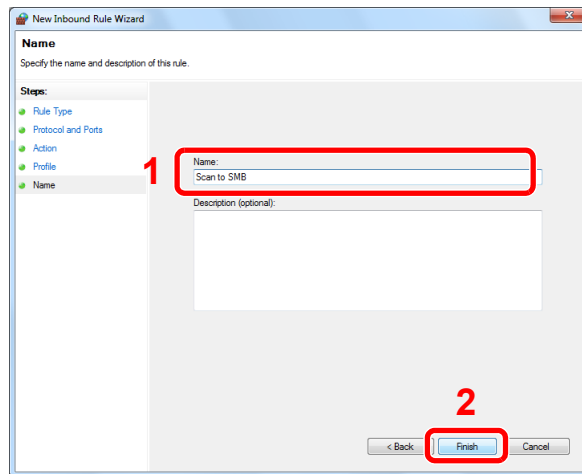 New Inbound Rule Wizard
Name
Specify the name and description of this rule.
Steps:
Rule Type
Protocol and Ports
Action
Profile
Name
1
Name:
Scan to SMB
Description (optional):
2
< Back Finish Cancel